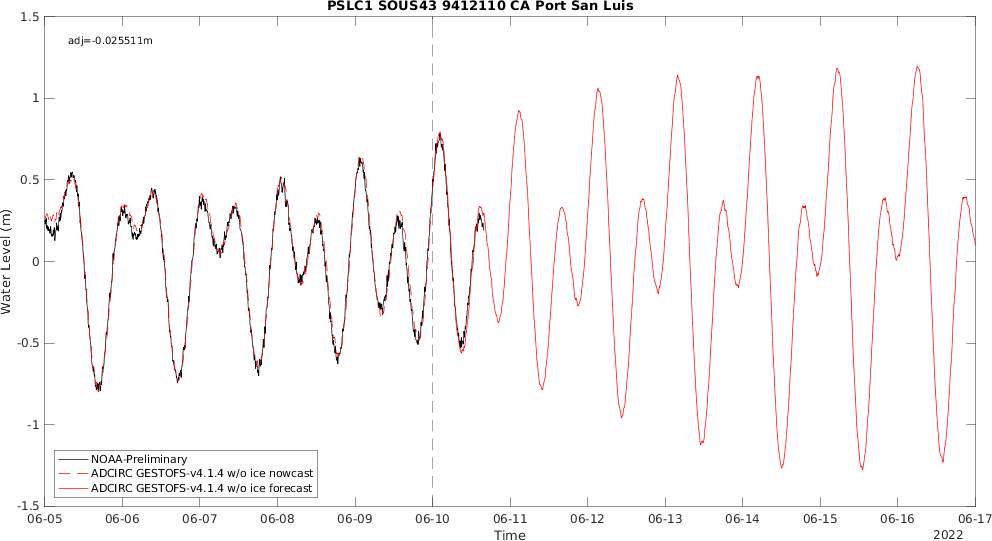 PSLC1 SOUS43 9412110 CA Port San Luis
adj=-0.025511m
1.5
1
0.5
0
-0.5
-1
-1.5
Water Level (m)
NOAA-Preliminary
ADCIRC GESTOFS-v4.1.4 w/o ice nowcast
ADCIRC GESTOFS-v4.1.4 w/o ice forecast
06-05 06-06 06-07 06-08 06-09 06-10 06-11 06-12 06-13 06-14 06-15 06-16 06-17
Time
2022